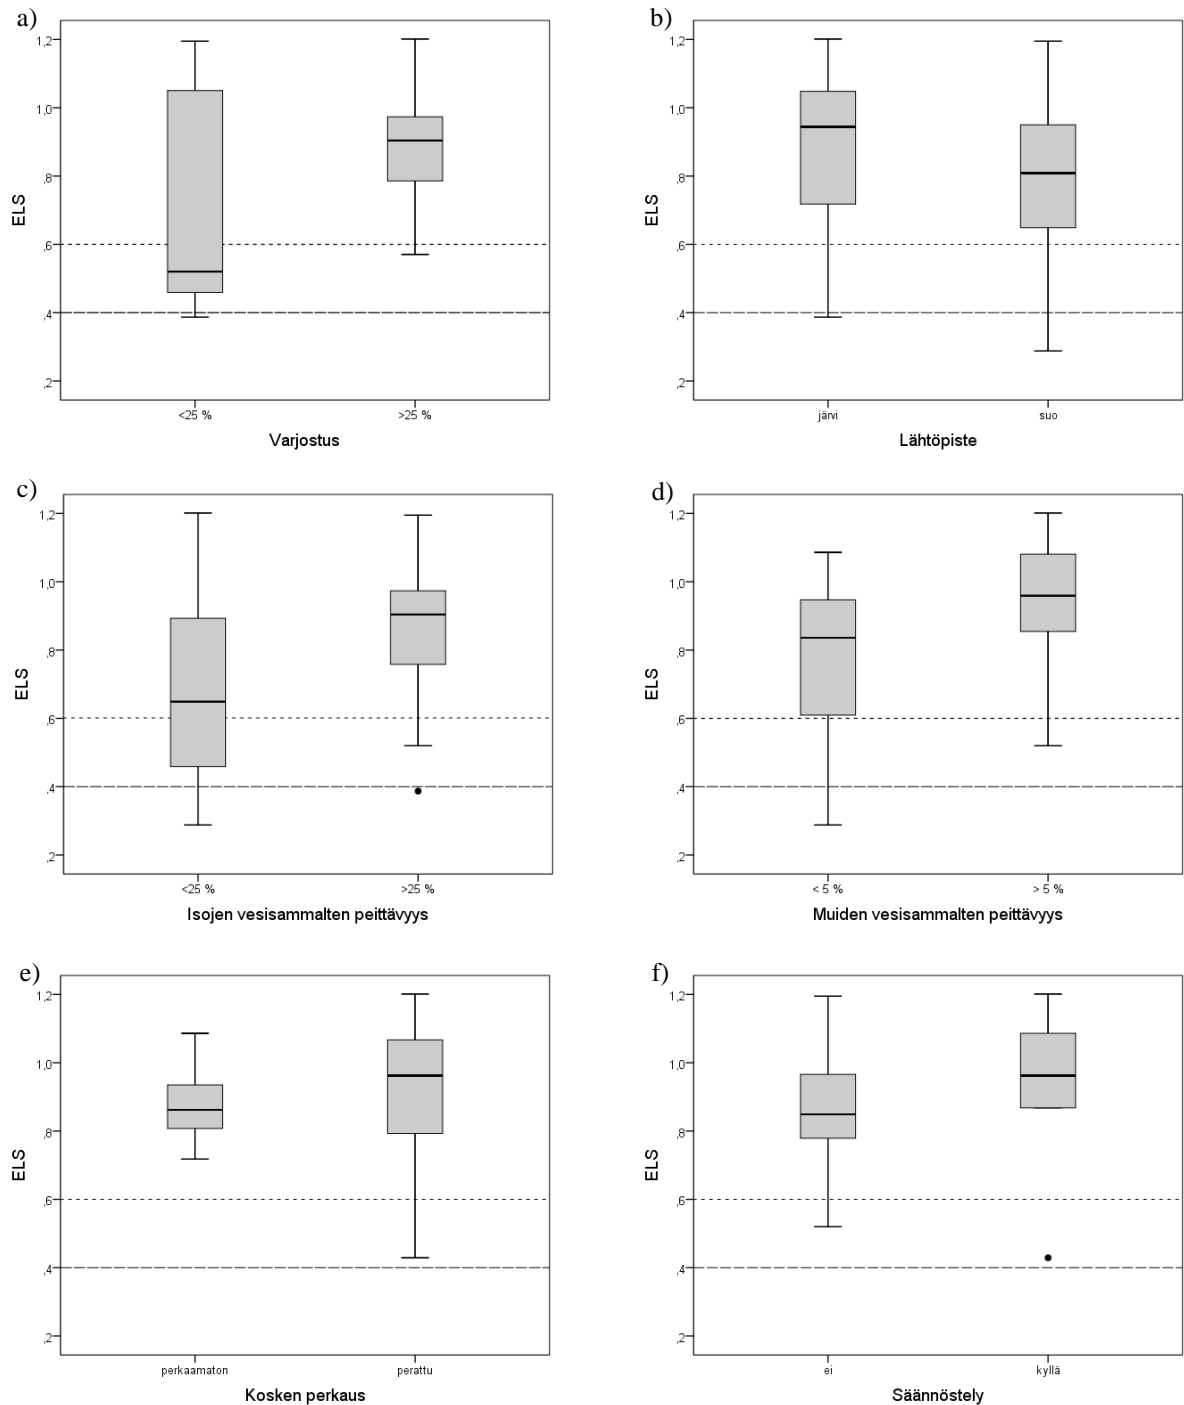 a)
1,2
1,0
,8
,6
,4
,2
ELS
<25 %
>25 %
Varjostus
b)
1,2
1,0
,8
,6
,4
,2
ELS
järvi
suo
Lähtöpiste
c)
1,2
1,0
,8
,6
,4
,2
ELS
<25 %
>25 %
Isojen vesisammalten peittävyys
d)
1,2
1,0
,8
,6
,4
,2
ELS
< 5 %
> 5 %
Muiden vesisammalten peittävyys
e)
1,2
1,0
,8
,6
,4
,2
ELS
perkaamaton
perattu
Kosken perkaus
f)
1,2
1,0
,8
,6
,4
,2
ELS
ei
kyllä
Säännöstely